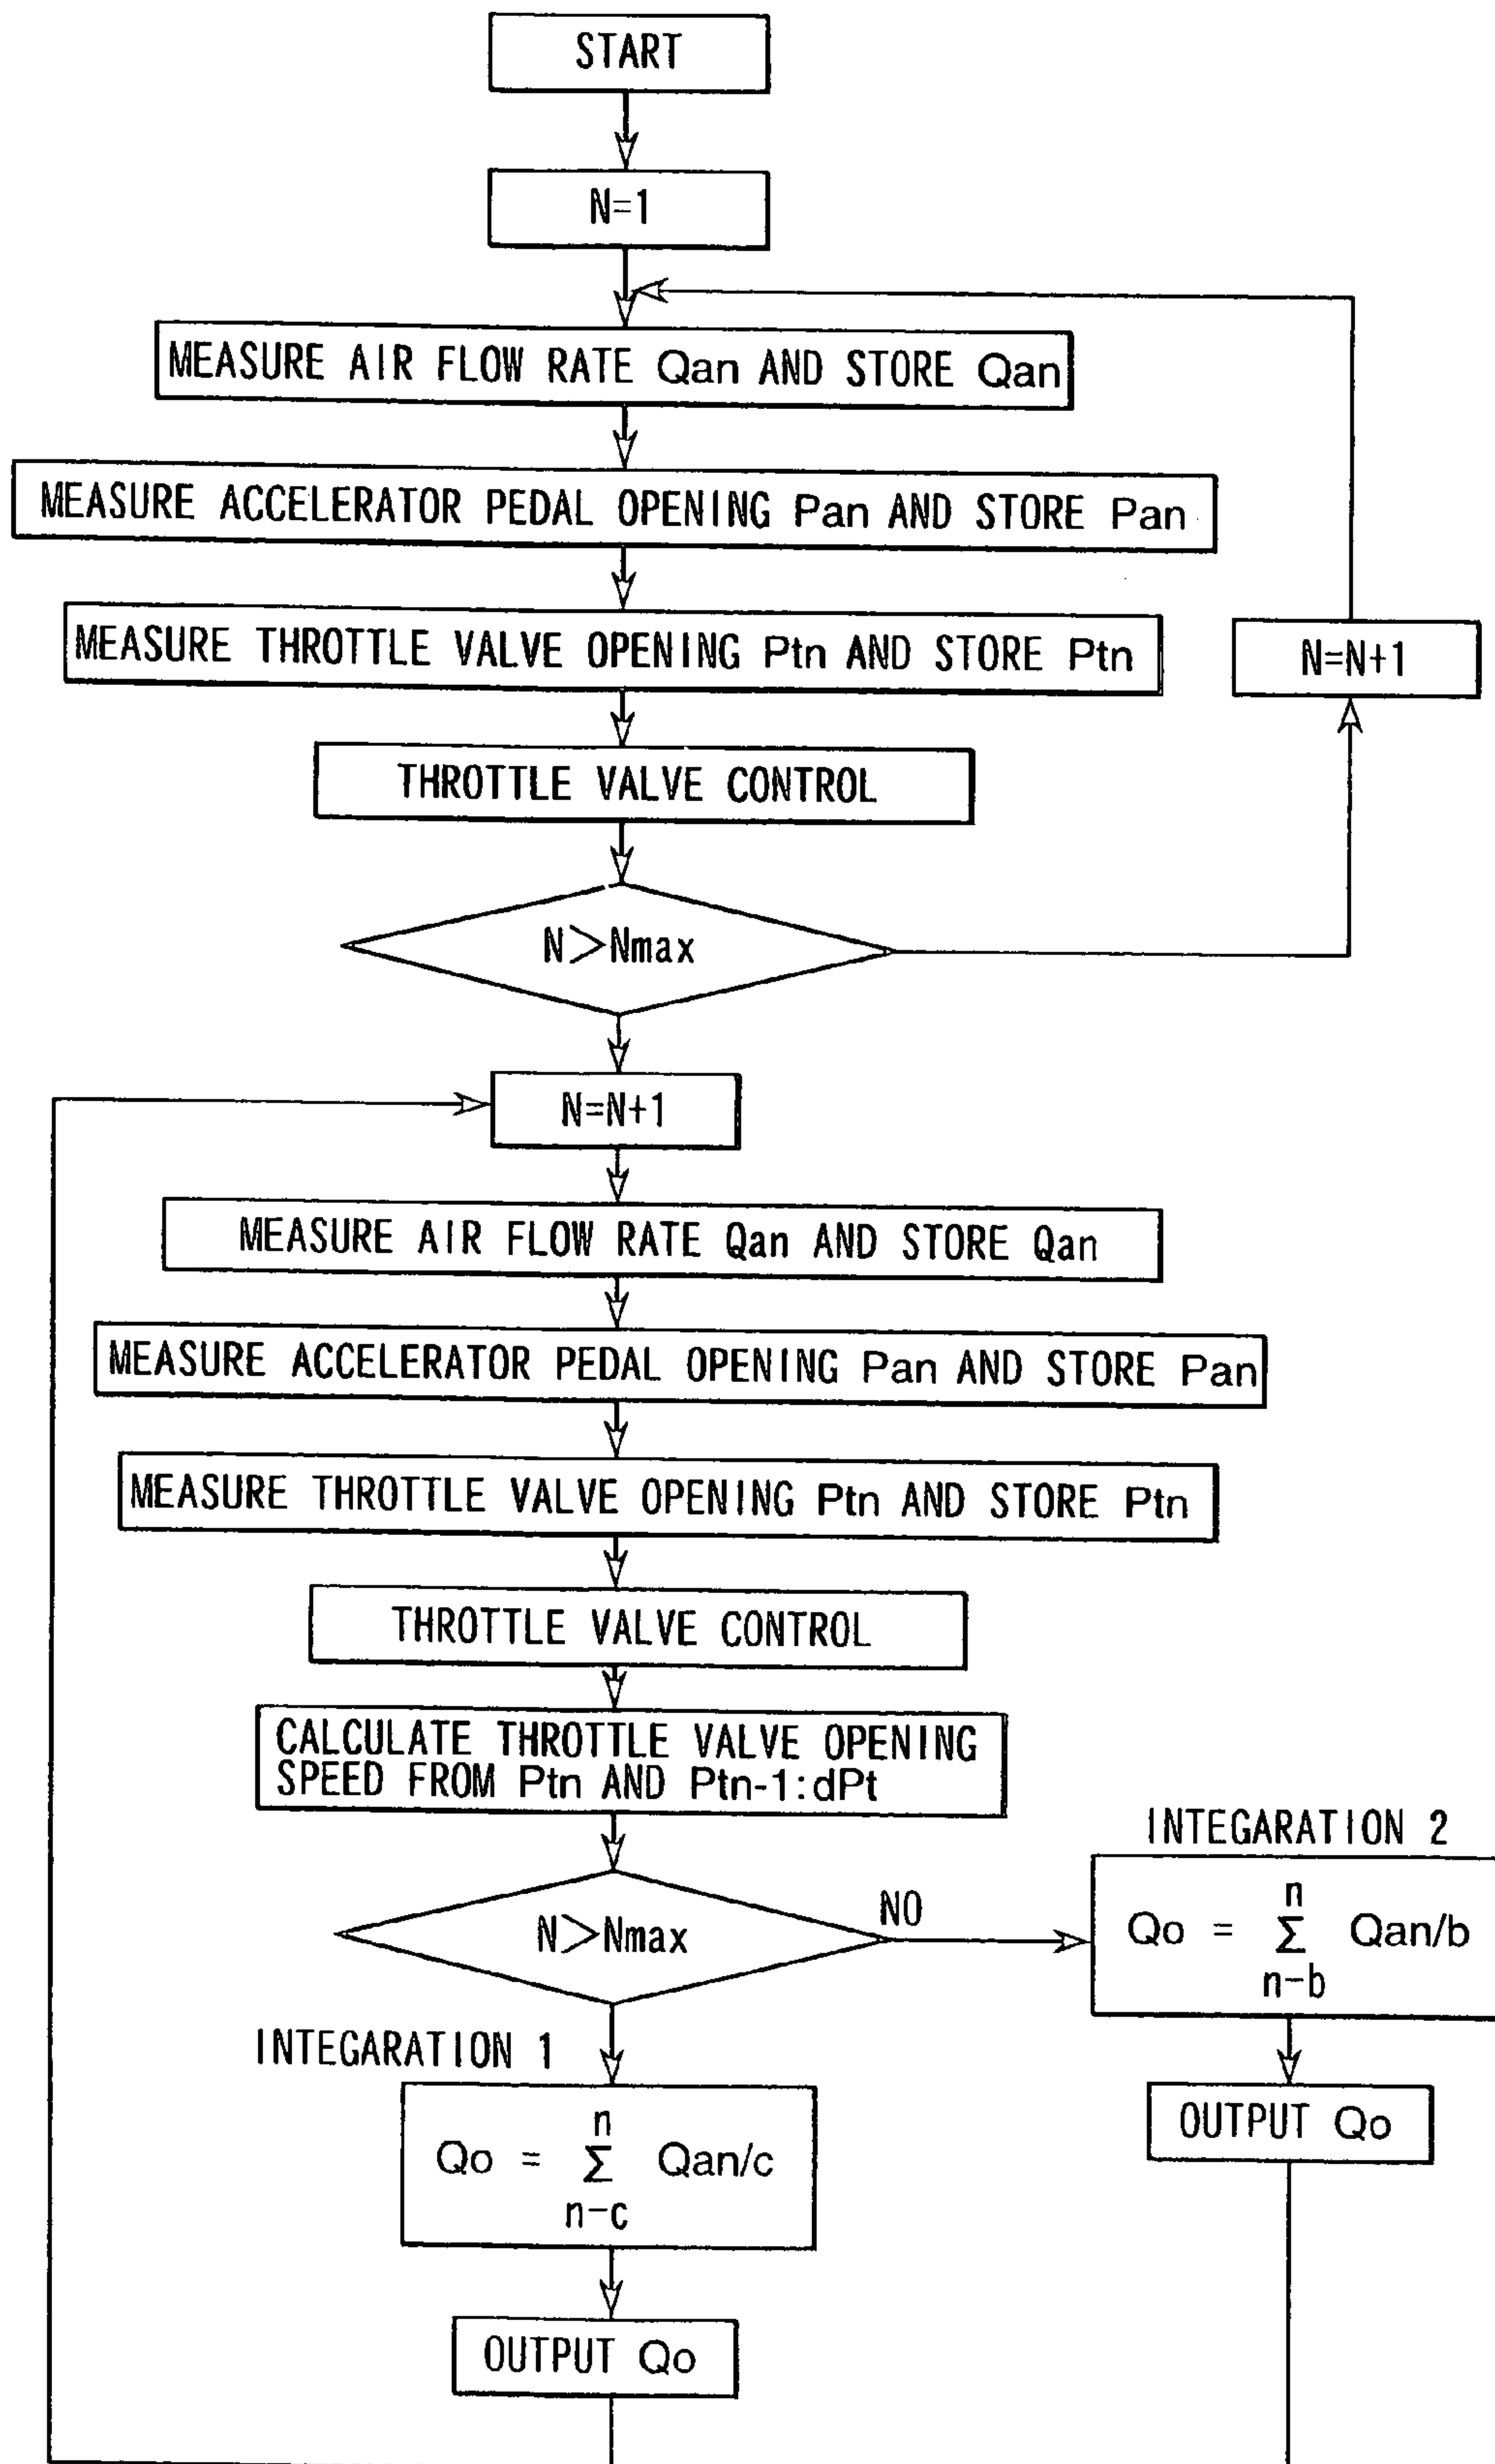 START
N=1
MEASURE AIR FLOW RATE Qan AND STORE Qan
MEASURE ACCELERATOR PEDAL OPENING Pan AND STORE Pan
MEASURE THROTTLE VALVE OPENING Ptn AND STORE Ptn
N=N+1
THROTTLE VALVE CONTROL
N>Nmax
N=N+1
MEASURE AIR FLOW RATE Qan AND STORE Qan
MEASURE ACCELERATOR PEDAL OPENING Pan AND STORE Pan
MEASURE THROTTLE VALVE OPENING Ptn AND STORE Ptn
THROTTLE VALVE CONTROL
CALCULATE THROTTLE VALVE OPENING
SPEED FROM Ptn AND Ptn-1:dPt
N>Nmax
NO
INTEGARATION 2
n
Qo = Σ Qan/b
n-b
OUTPUT Qo
INTEGARATION 1
n
Qo = Σ Qan/c
n-c
OUTPUT Qo